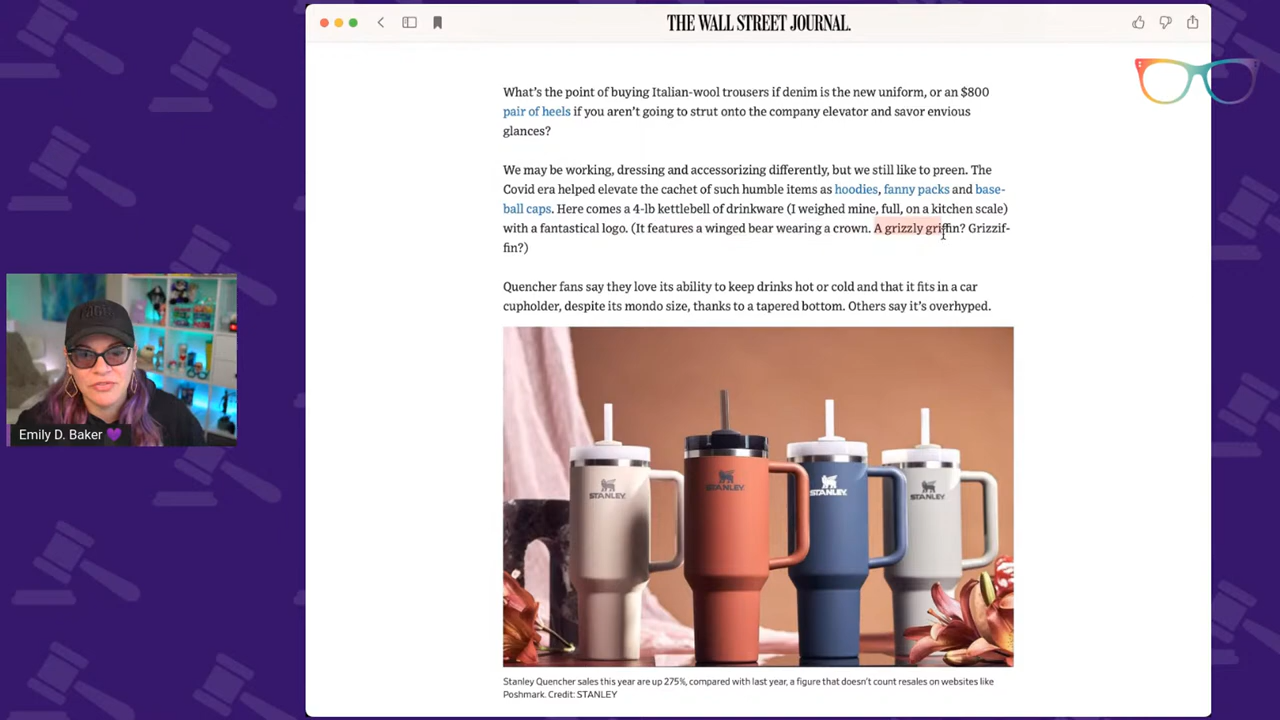 THE WALL STREET JOURNAL.
What's the point of buying Italian-wool trousers if denim is the new uniform, or an $800
pair of heels if you aren't going to strut onto the company elevator and savor envious
glances?
We may be working, dressing and accessorizing differently, but we still like to preen. The
Covid era helped elevate the cachet of such humble items as hoodies, fanny packs and base-
ball caps. Here comes a 4-lb kettlebell of drinkware (I weighed mine, full, on a kitchen scale)
with a fantastical logo. (It features a winged bear wearing a crown. A grizzly griffin? Grizzif-
fin?)
Quencher fans say they love its ability to keep drinks hot or cold and that it fits in a car
cupholder, despite its mondo size, thanks to a tapered bottom. Others say it's overhyped.
STANLEY
STANLEY
STANLEY
STANLEY
Stanley Quencher sales this year are up 275%, compared with last year, a figure that doesn't count resales on websites like
Poshmark. Credit: STANLEY
Emily D. Baker 💜